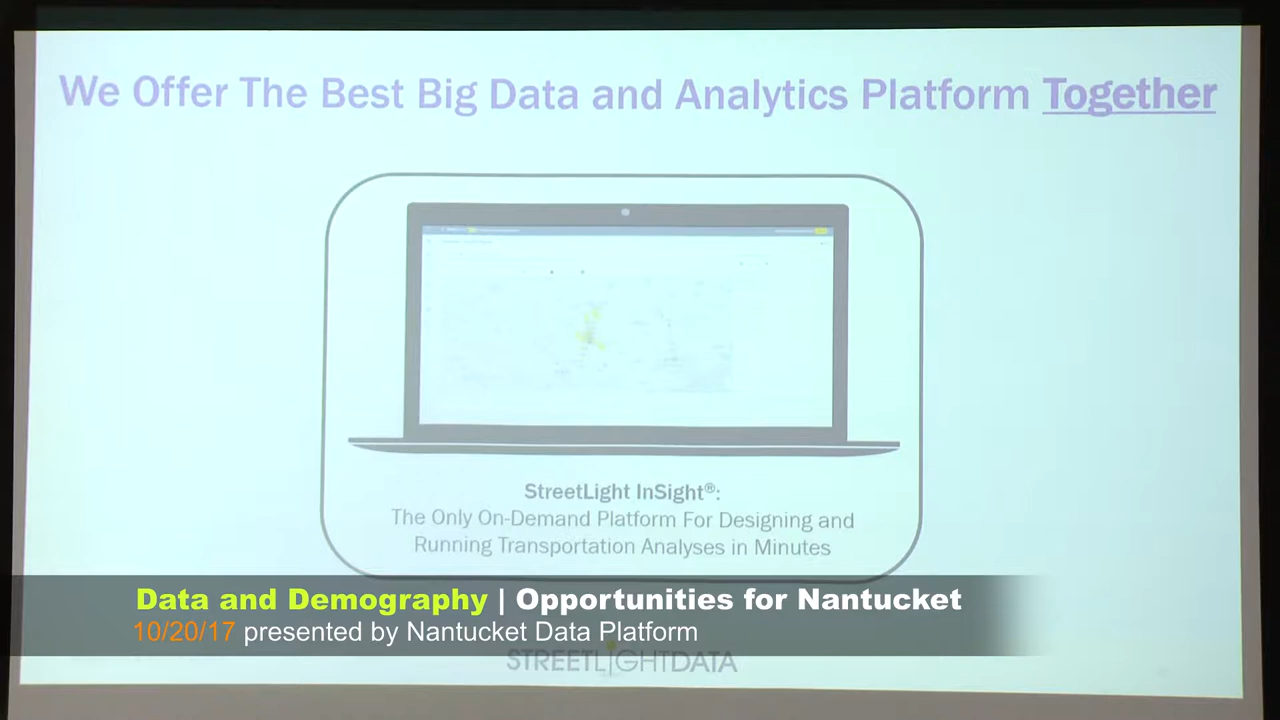 We Offer The Best Big Data and Analytics Platform Together
StreetLight InSight®:
The Only On-Demand Platform For Designing and
Running Transportation Analyses in Minutes
Data and Demography | Opportunities for Nantucket
10/20/17 presented by Nantucket Data Platform
STREETLIGHTDATA